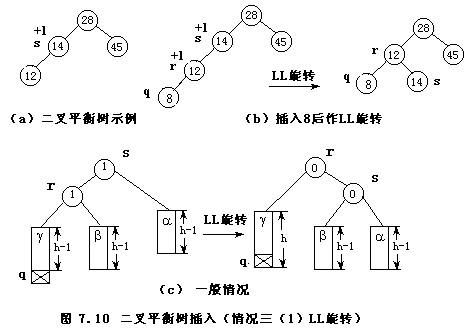 28
+1
s
14
45
12
28
+1
s
14
45
+1
r
12
q
8
LL旋转
28
r
12
45
q
8
14
s
(a)二叉平衡树示例
(b)插入8后作LL旋转
s
1
r
1
γ
h-1
β
h-1
α
h-1
q
LL旋转
r
0
s
0
γ
h
q
β
h-1
α
h-1
(c) 一般情况
图 7.10 二叉平衡树插入(情况三(1)LL旋转)